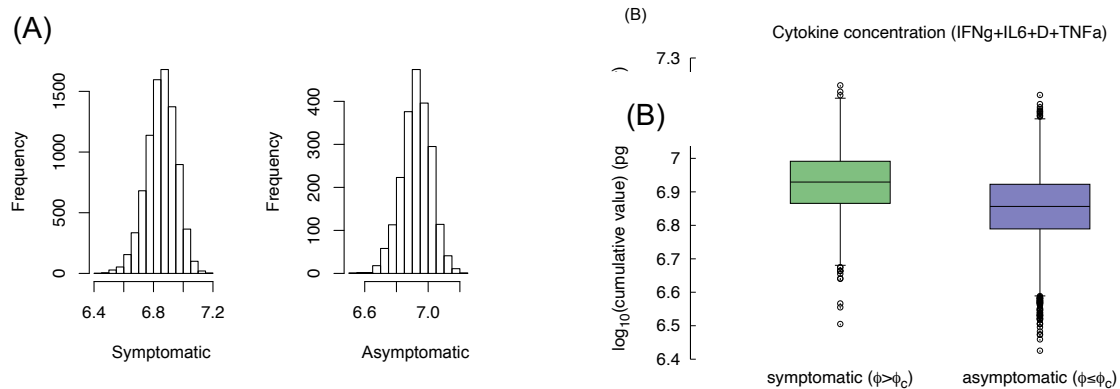 (A)
Frequency
0 500 1000 1500
6.4 6.8 7.2
Symptomatic
Frequency
0 100 200 300 400
6.6 7.0
Asymptomatic
(B)
Cytokine concentration (IFNg+IL6+D+TNFa)
(B)
log10(cumulative value) (pg
7.3
7
6.9
6.8
6.7
6.6
6.5
6.4
symptomatic (ϕ>ϕc)
asymptomatic (ϕ≤ϕc)